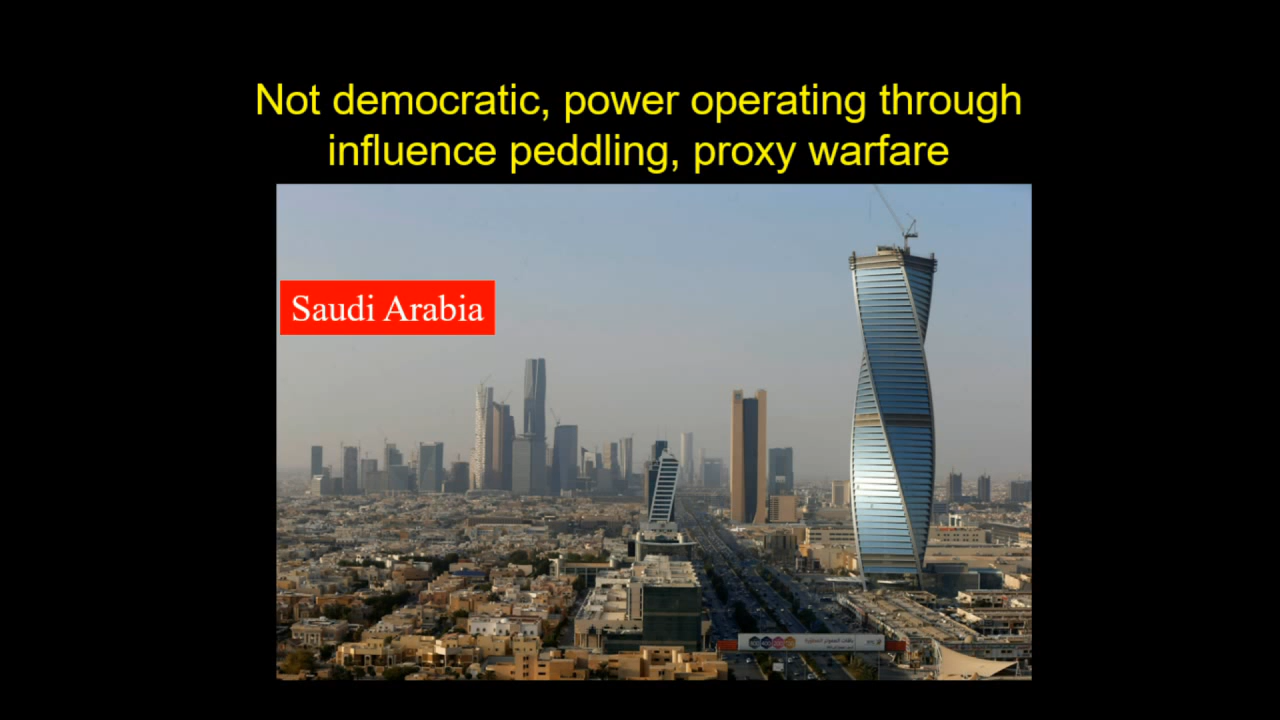 Not democratic, power operating through
influence peddling, proxy warfare
Saudi Arabia